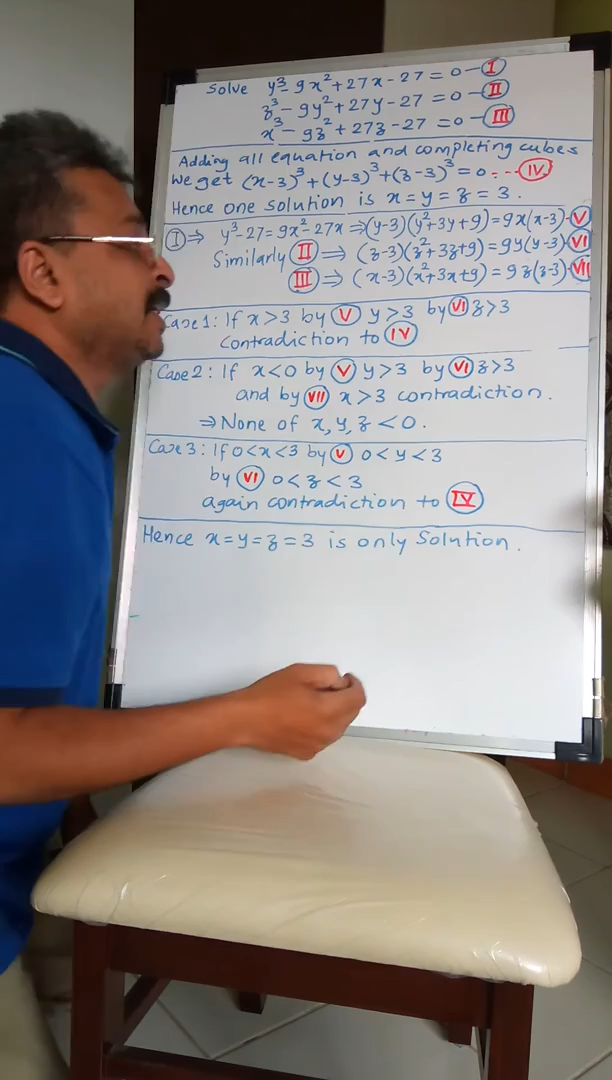 Solve y³ - 9x² + 27x - 27 = 0 - I
z³ - 9y² + 27y - 27 = 0 - II
x³ - 9z² + 27z - 27 = 0 - III
Adding all equation and completing cubes
We get (x-3)³ + (y-3)³ + (z-3)³ = 0 . - - IV
Hence one solution is x = y = z = 3.
I ⇒ y³-27 = 9x²-27x ⇒ (y-3)(y²+3y+9) = 9x(x-3) - V
Similarly II ⇒ (z-3)(z²+3z+9) = 9y(y-3) - VI
III ⇒ (x-3)(x²+3x+9) = 9z(z-3) - VII
Case 1: If x>3 by V y>3 by VI z>3
contradiction to IV
Case 2: If x<0 by V y>3 by VI z>3
and by VII x>3 contradiction.
⇒ None of x, y, z < 0.
Case 3: If 0<x<3 by V 0<y<3
by VI 0<z<3
again contradiction to IV
Hence x = y = z = 3 is only Solution.